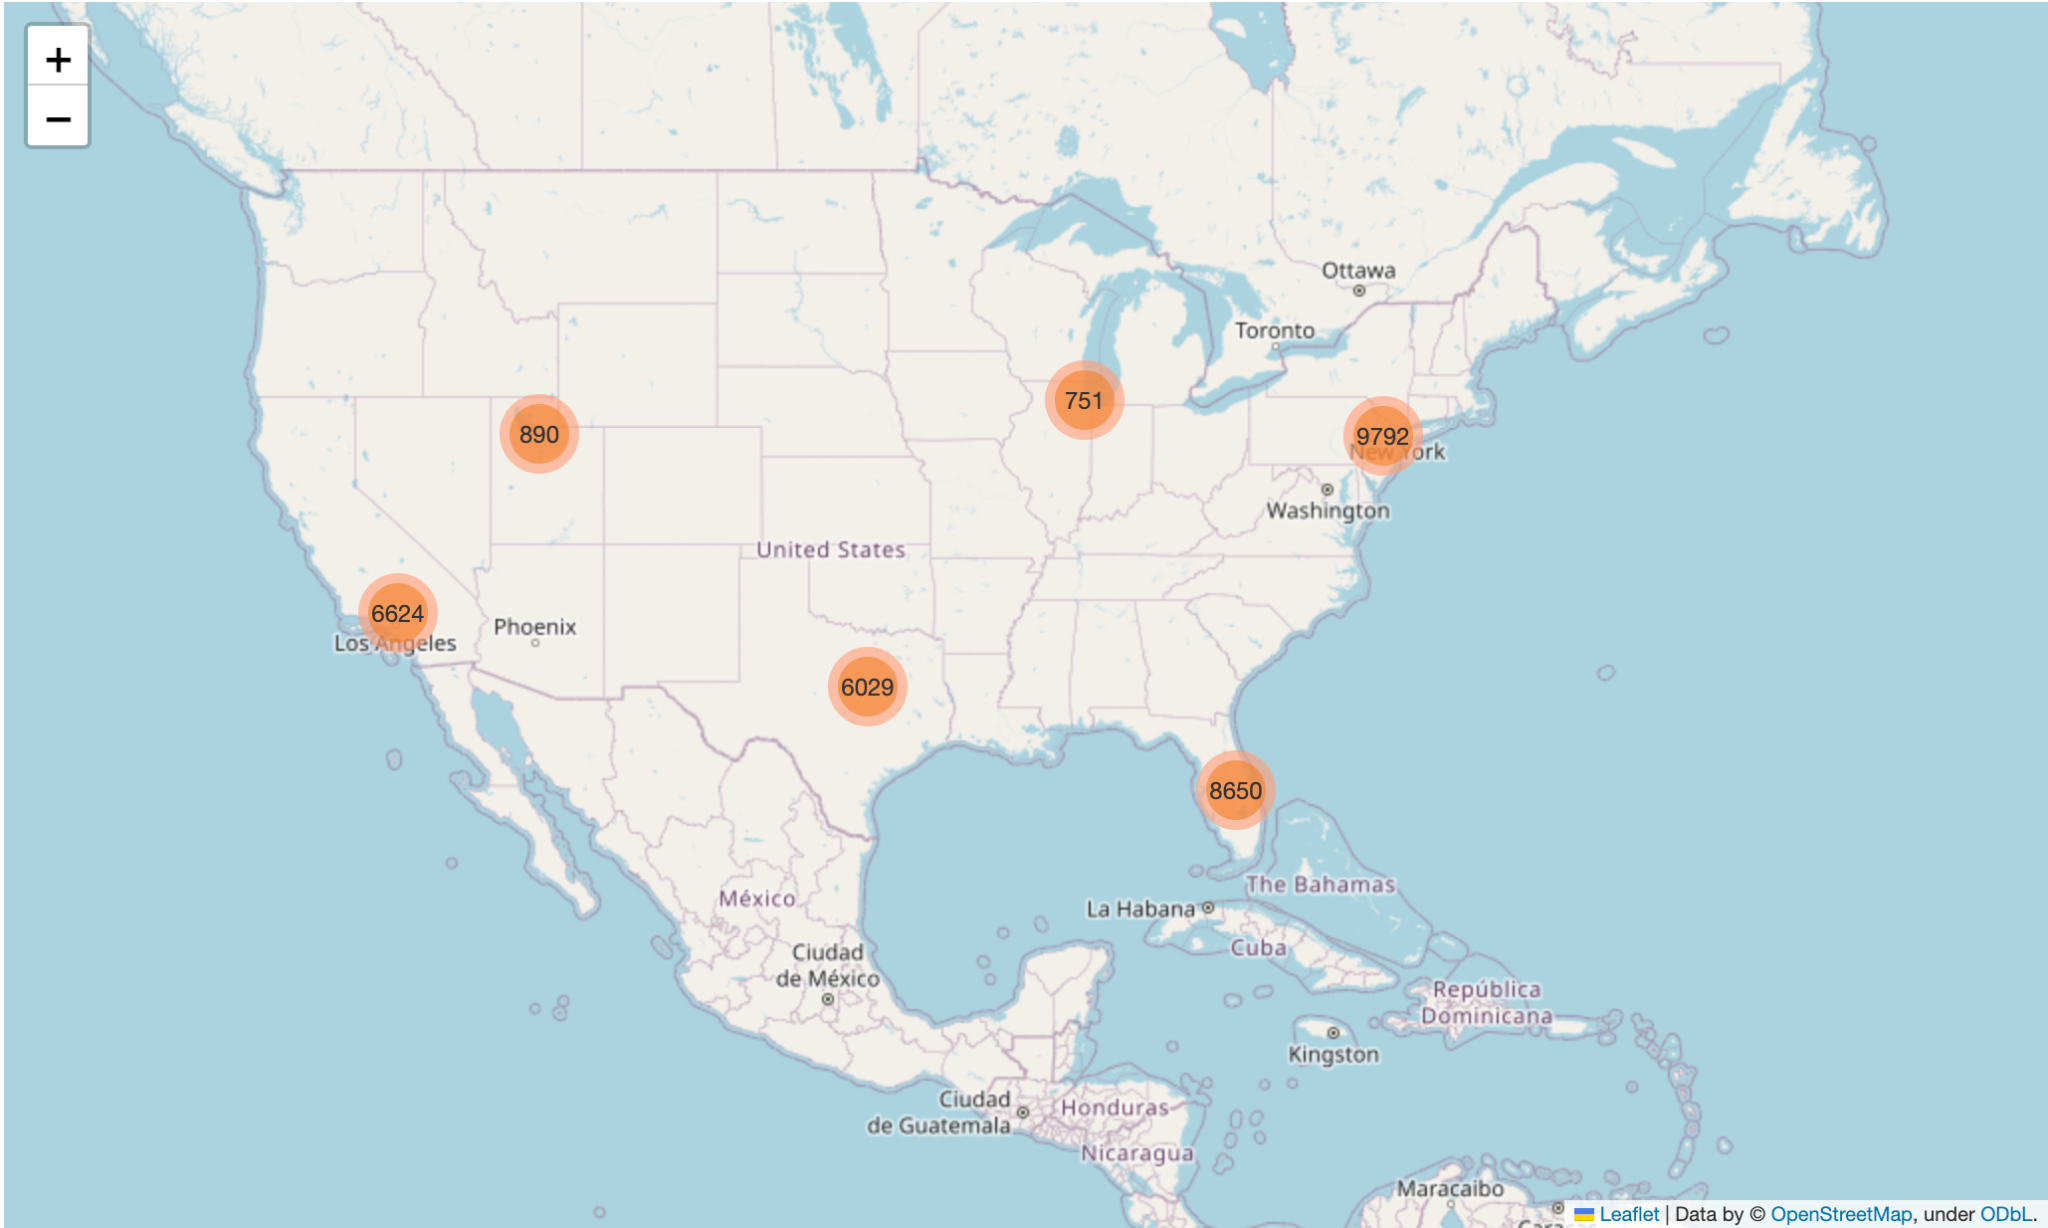 +
−
Ottawa
Toronto
751
890
9792
New York
Washington
United States
6624
Los Angeles
Phoenix
6029
8650
The Bahamas
México
La Habana
Cuba
Ciudad
de México
República
Dominicana
Kingston
Ciudad
de Guatemala
Honduras
Nicaragua
Maracaibo
Leaflet | Data by © OpenStreetMap, under ODbL.